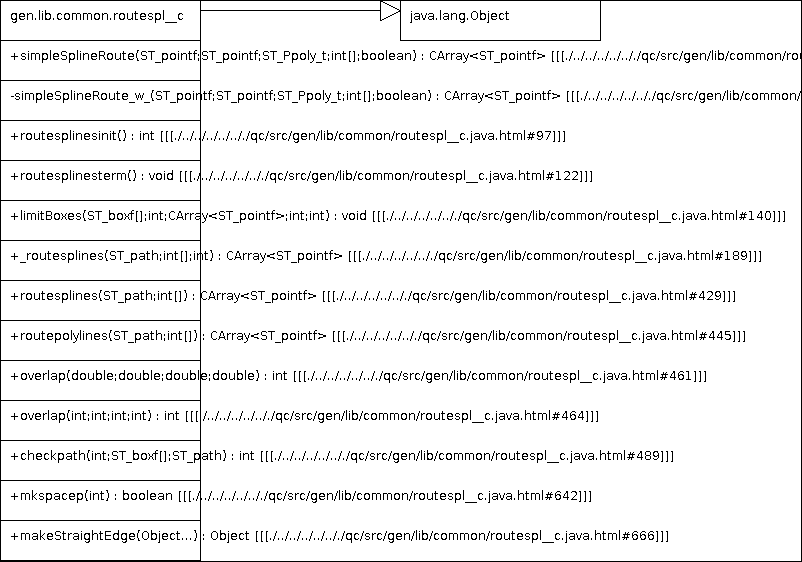 gen.lib.common.routespl__c
java.lang.Object
+simpleSplineRoute(ST_pointf;ST_pointf;ST_Ppoly_t;int[];boolean) : CArray<ST_pointf> [[[./../../../../../../qc/src/gen/lib/common/rou
-simpleSplineRoute_w_(ST_pointf;ST_pointf;ST_Ppoly_t;int[];boolean) : CArray<ST_pointf> [[[./../../../../../../qc/src/gen/lib/common/
+routesplinesinit() : int [[[./../../../../../../qc/src/gen/lib/common/routespl__c.java.html#97]]]
+routesplinesterm() : void [[[./../../../../../../qc/src/gen/lib/common/routespl__c.java.html#122]]]
+limitBoxes(ST_boxf[];int;CArray<ST_pointf>;int;int) : void [[[./../../../../../../qc/src/gen/lib/common/routespl__c.java.html#140]]]
+_routesplines(ST_path;int[];int) : CArray<ST_pointf> [[[./../../../../../../qc/src/gen/lib/common/routespl__c.java.html#189]]]
+routesplines(ST_path;int[]) : CArray<ST_pointf> [[[./../../../../../../qc/src/gen/lib/common/routespl__c.java.html#429]]]
+routepolylines(ST_path;int[]) : CArray<ST_pointf> [[[./../../../../../../qc/src/gen/lib/common/routespl__c.java.html#445]]]
+overlap(double;double;double;double) : int [[[./../../../../../../qc/src/gen/lib/common/routespl__c.java.html#461]]]
+overlap(int;int;int;int) : int [[[./../../../../../../qc/src/gen/lib/common/routespl__c.java.html#464]]]
+checkpath(int;ST_boxf[];ST_path) : int [[[./../../../../../../qc/src/gen/lib/common/routespl__c.java.html#489]]]
+mkspacep(int) : boolean [[[./../../../../../../qc/src/gen/lib/common/routespl__c.java.html#642]]]
+makeStraightEdge(Object...) : Object [[[./../../../../../../qc/src/gen/lib/common/routespl__c.java.html#666]]]